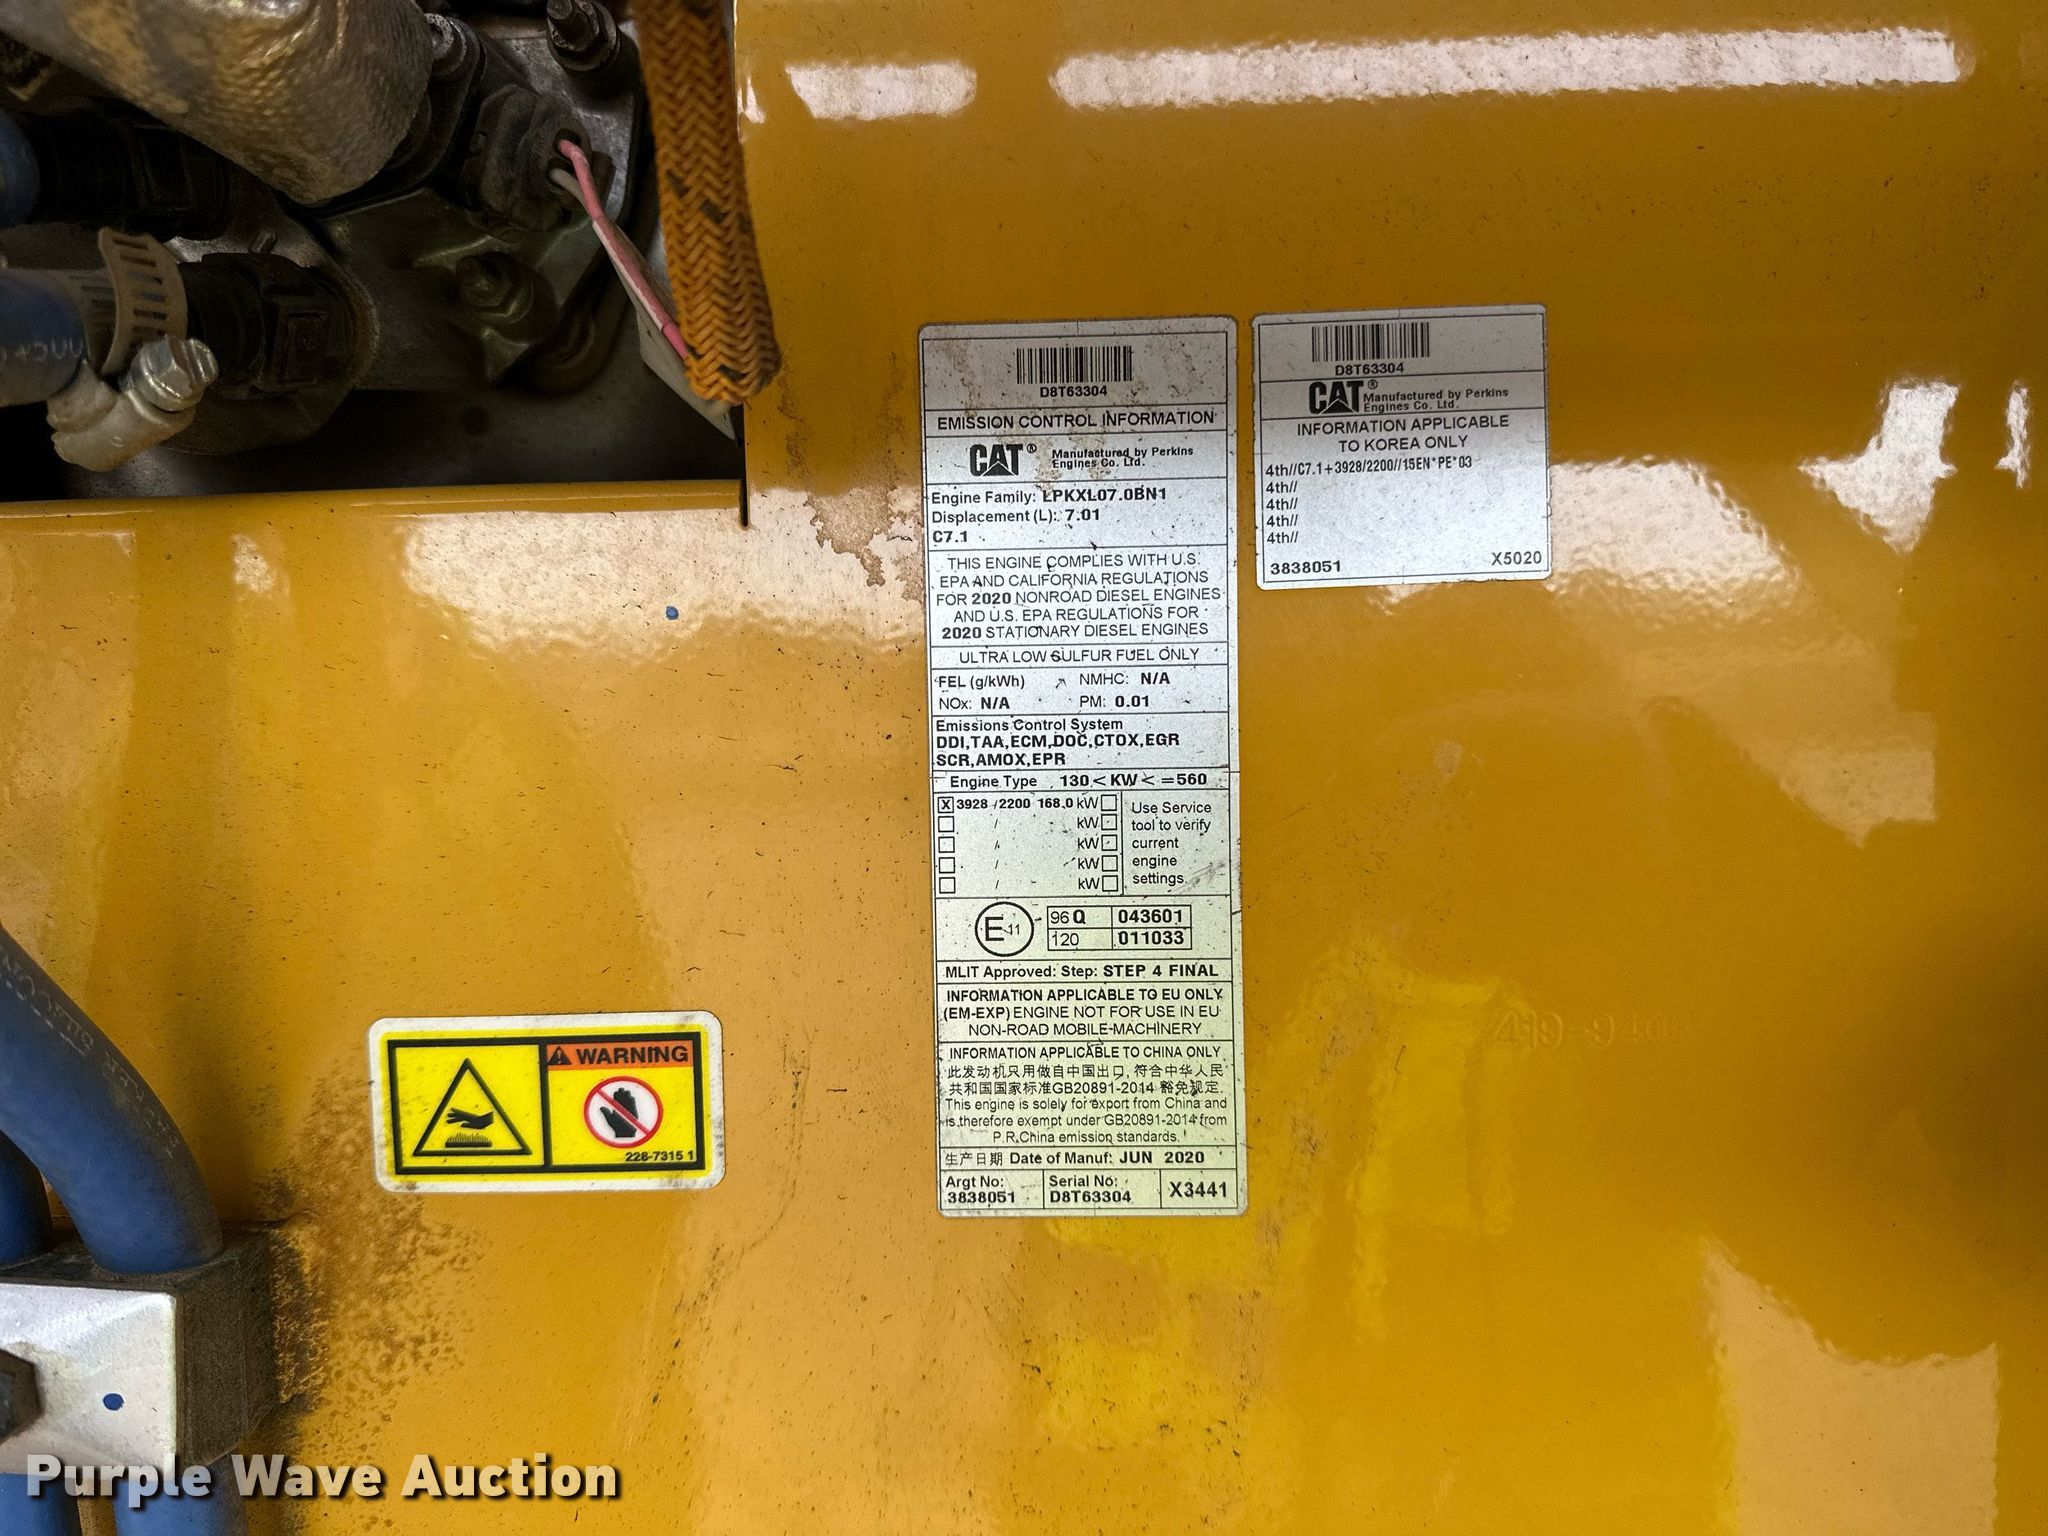 D8T63304
EMISSION CONTROL INFORMATION
CAT® Manufactured by Perkins
Engines Co. Ltd.
Engine Family: LPKXL07.0BN1
Displacement (L): 7.01
C7.1
THIS ENGINE COMPLIES WITH U.S.
EPA AND CALIFORNIA REGULATIONS
FOR 2020 NONROAD DIESEL ENGINES
AND U.S. EPA REGULATIONS FOR
2020 STATIONARY DIESEL ENGINES
ULTRA LOW SULFUR FUEL ONLY
FEL (g/kWh) NMHC: N/A
NOx: N/A PM: 0.01
Emissions Control System
DDI,TAA,ECM,DOC,CTOX,EGR
SCR,AMOX,EPR
Engine Type 130<KW<=560
X 3928 /2200 168.0 kW
/ kW
/ kW
/ kW
/ kW
Use Service
tool to verify
current
engine
settings.
E 11 96 Q 043601
120 011033
MLIT Approved: Step: STEP 4 FINAL
INFORMATION APPLICABLE TO EU ONLY
(EM-EXP) ENGINE NOT FOR USE IN EU
NON-ROAD MOBILE MACHINERY
INFORMATION APPLICABLE TO CHINA ONLY
此发动机只用做自中国出口, 符合中华人民
共和国国家标准GB20891-2014 豁免规定.
This engine is solely for export from China and
is therefore exempt under GB20891-2014 from
P.R.China emission standards.
生产日期 Date of Manuf: JUN 2020
Argt No: Serial No:
3838051 D8T63304 X3441
D8T63304
CAT® Manufactured by Perkins
Engines Co. Ltd.
INFORMATION APPLICABLE
TO KOREA ONLY
4th//C7.1+3928/2200//15EN*PE*03
4th//
4th//
4th//
4th//
3838051 X5020
WARNING
228-7315 1
Purple Wave Auction